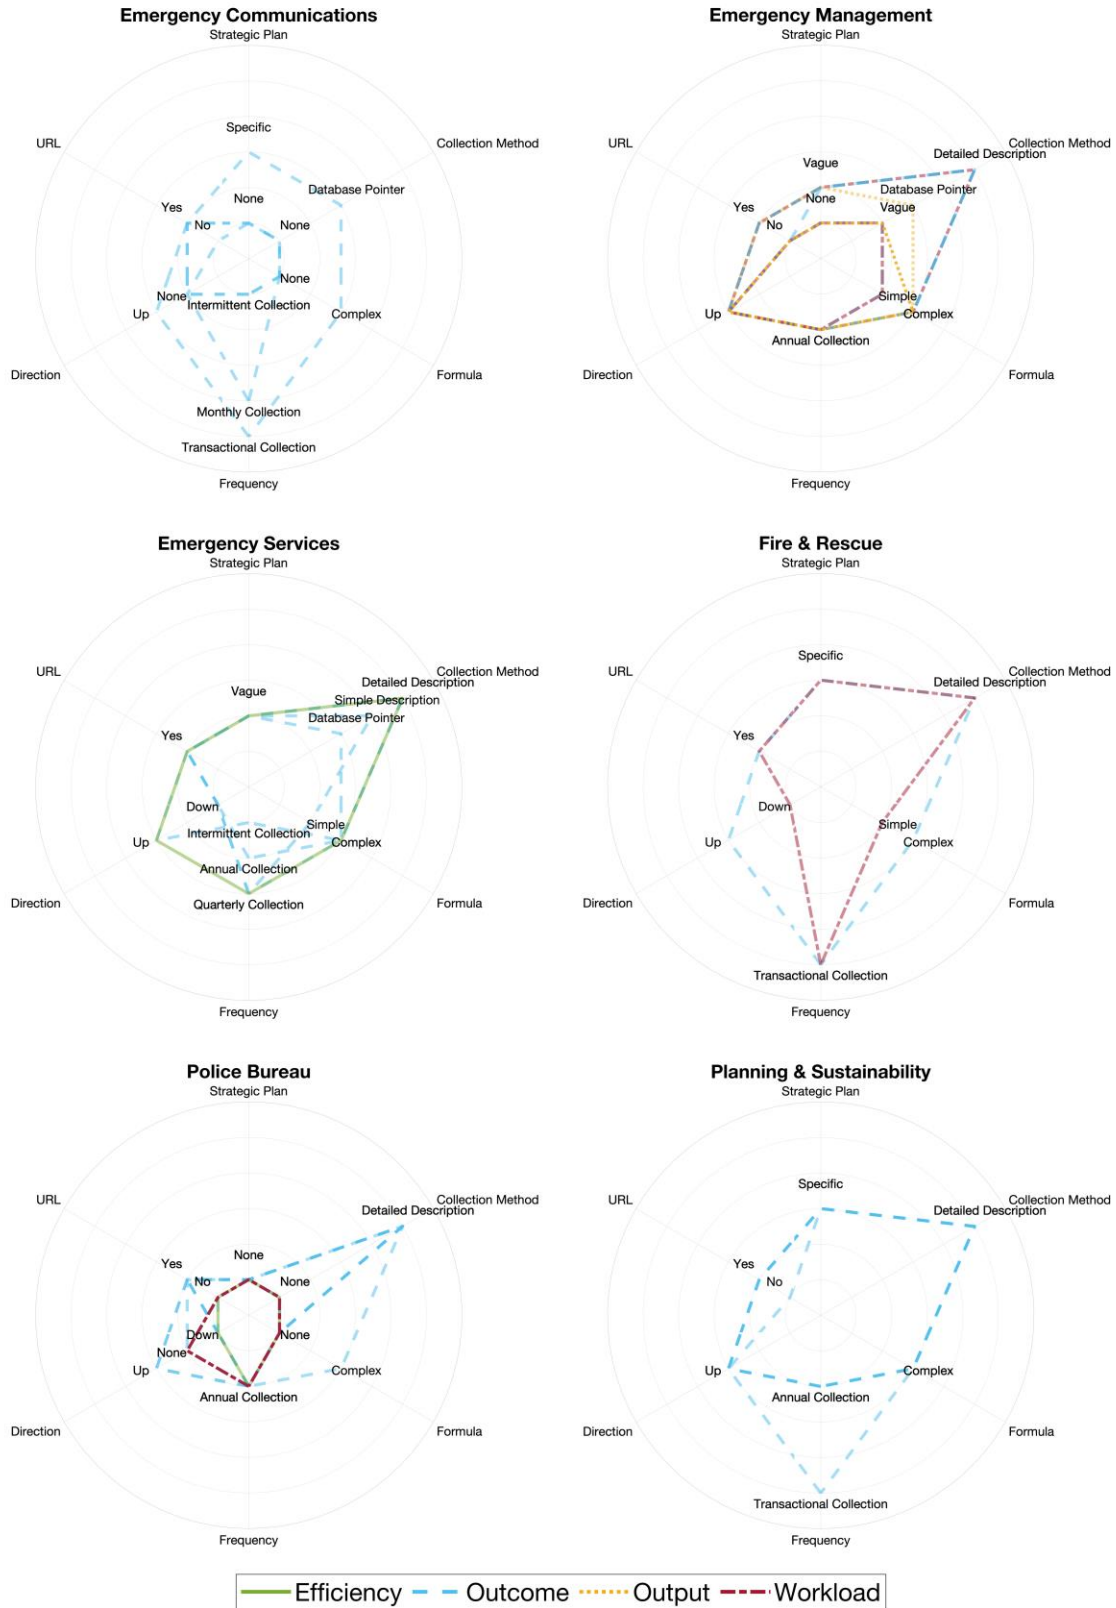 Emergency Communications
Strategic Plan
URL
Collection Method
Specific
Database Pointer
None
Yes
No
None
None
None
Intermittent Collection
Up
Complex
Direction
Formula
Monthly Collection
Transactional Collection
Frequency
Emergency Management
Strategic Plan
URL
Collection Method
Detailed Description
Vague
Database Pointer
None
Vague
Yes
No
Simple
Up
Complex
Annual Collection
Direction
Formula
Frequency
Emergency Services
Strategic Plan
URL
Collection Method
Detailed Description
Vague
Simple Description
Database Pointer
Yes
Down
Simple
Intermittent Collection
Up
Complex
Annual Collection
Direction
Quarterly Collection
Formula
Frequency
Fire & Rescue
Strategic Plan
Specific
URL
Collection Method
Detailed Description
Yes
Down
Simple
Up
Complex
Direction
Formula
Transactional Collection
Frequency
Police Bureau
Strategic Plan
URL
Collection Method
Detailed Description
None
Yes
No
None
Down
None
None
Up
Complex
Annual Collection
Direction
Formula
Frequency
Planning & Sustainability
Strategic Plan
Specific
URL
Collection Method
Detailed Description
Yes
No
Up
Complex
Annual Collection
Direction
Formula
Transactional Collection
Frequency
Efficiency Outcome Output Workload